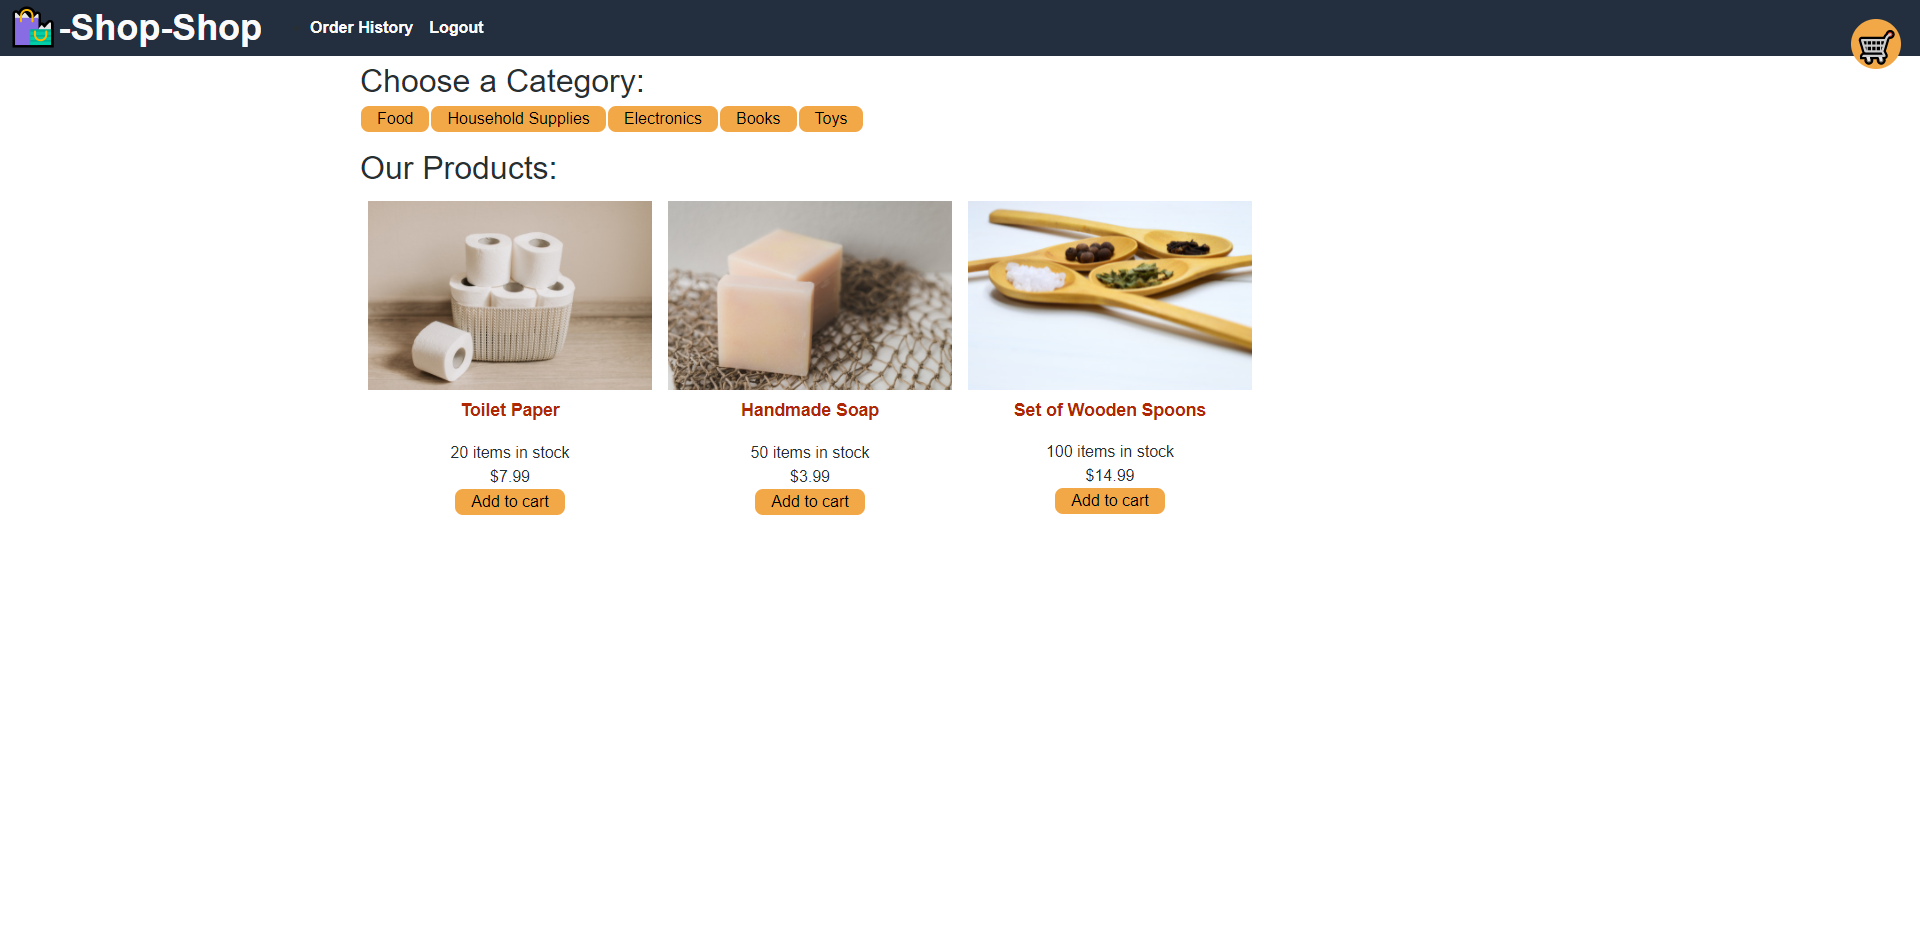 -Shop-Shop
Order History Logout
Choose a Category:
Food Household Supplies Electronics Books Toys
Our Products:
Toilet Paper Handmade Soap Set of Wooden Spoons
20 items in stock 50 items in stock 100 items in stock
$7.99 $3.99 $14.99
Add to cart Add to cart Add to cart